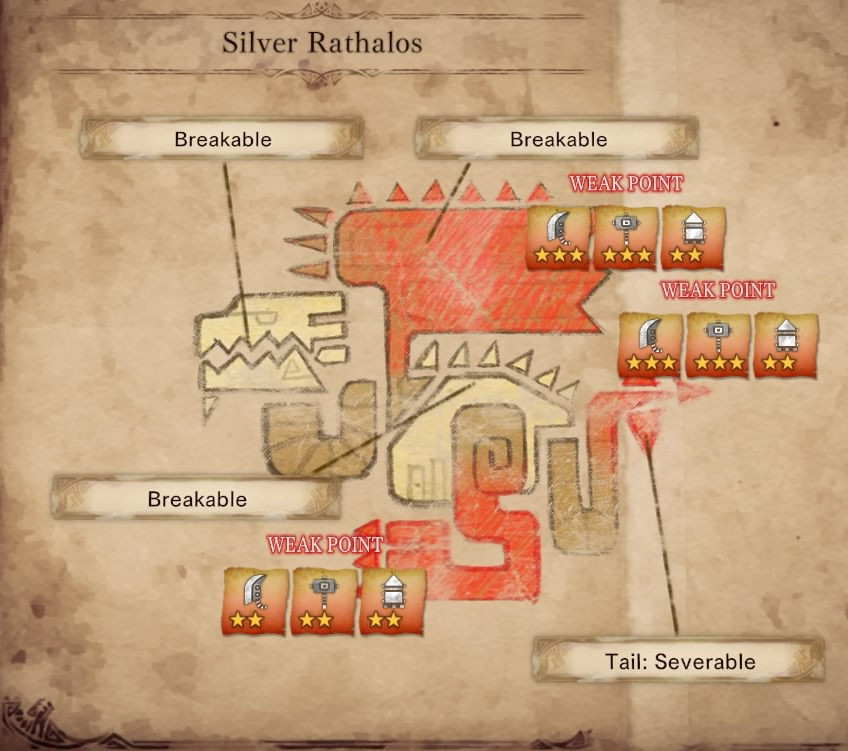 Silver Rathalos
Breakable
Breakable
WEAK POINT
WEAK POINT
Breakable
WEAK POINT
Tail: Severable